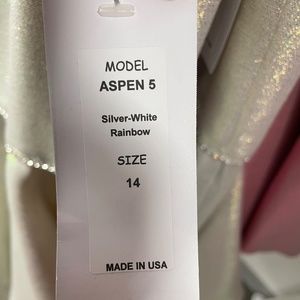 MODEL
ASPEN 5
Silver-White
Rainbow
SIZE
14
MADE IN USA